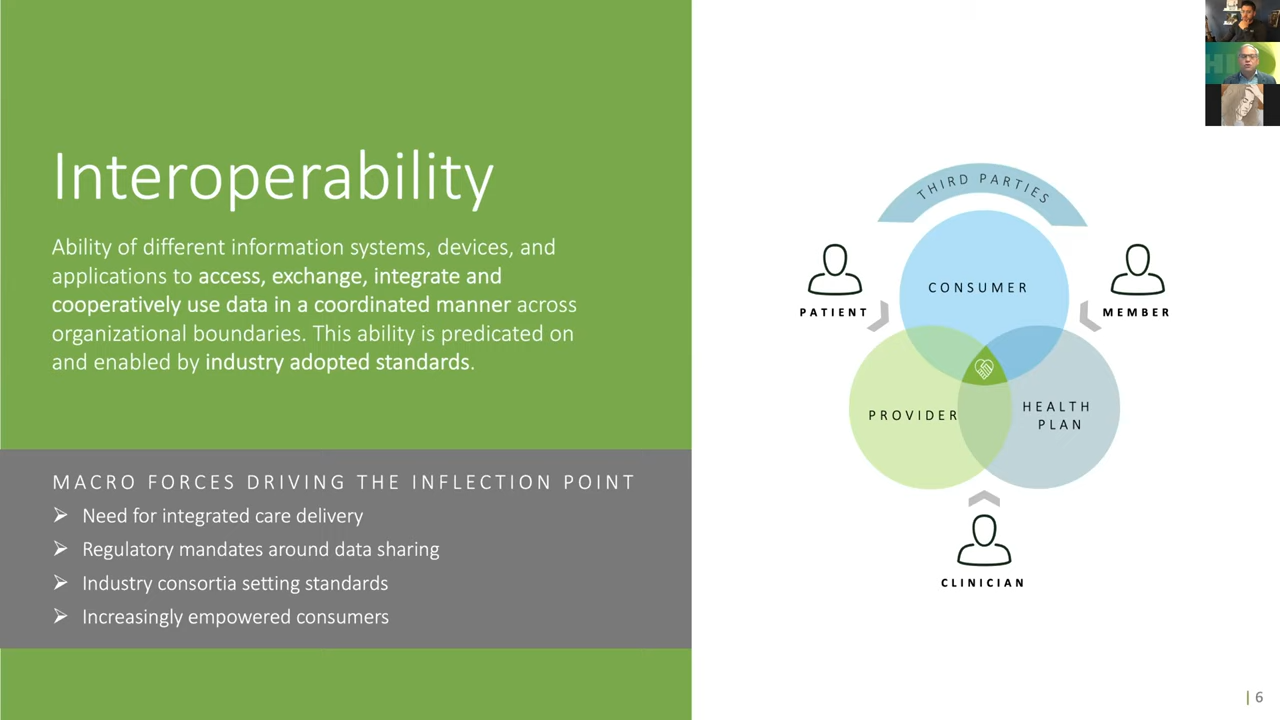 Interoperability
Ability of different information systems, devices, and
applications to access, exchange, integrate and
cooperatively use data in a coordinated manner across
organizational boundaries. This ability is predicated on
and enabled by industry adopted standards.
MACRO FORCES DRIVING THE INFLECTION POINT
Need for integrated care delivery
Regulatory mandates around data sharing
Industry consortia setting standards
Increasingly empowered consumers
THIRD PARTIES
CONSUMER
PATIENT
MEMBER
PROVIDER
HEALTH
PLAN
CLINICIAN
| 6